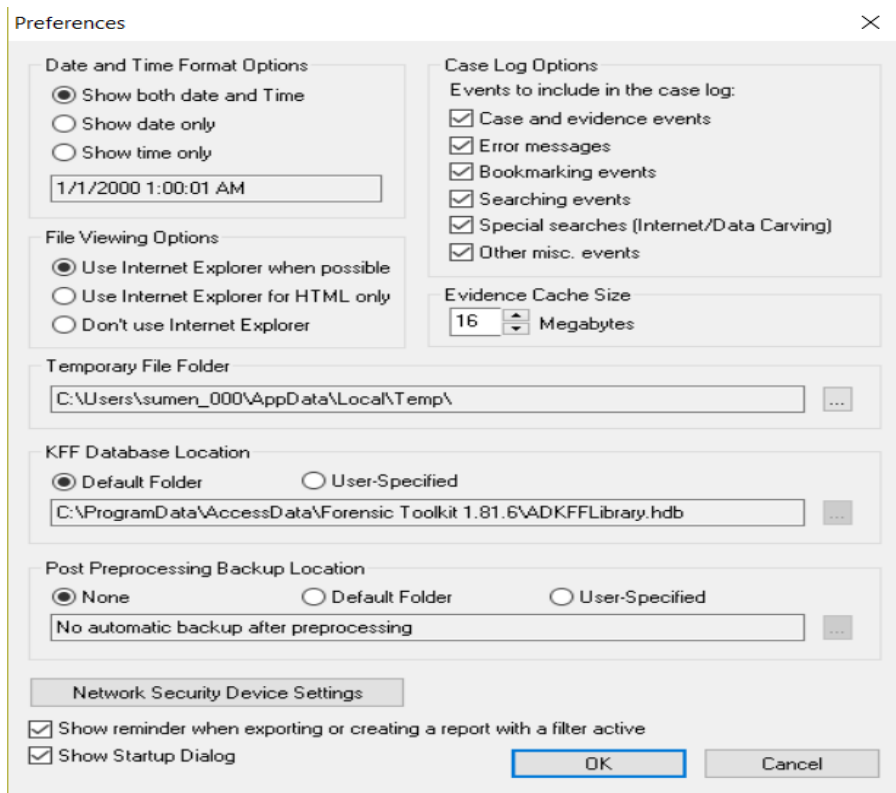 Preferences
Date and Time Format Options
Show both date and Time
Show date only
Show time only
1/1/2000 1:00:01 AM
File Viewing Options
Use Internet Explorer when possible
Use Internet Explorer for HTML only
Don't use Internet Explorer
Case Log Options
Events to include in the case log:
Case and evidence events
Error messages
Bookmarking events
Searching events
Special searches (Internet/Data Carving)
Other misc. events
Evidence Cache Size
16 Megabytes
Temporary File Folder
C:\Users\sumen_000\AppData\Local\Temp\
...
KFF Database Location
Default Folder User-Specified
C:\ProgramData\AccessData\Forensic Toolkit 1.81.6\ADKFFLibrary.hdb
...
Post Preprocessing Backup Location
None Default Folder User-Specified
No automatic backup after preprocessing
...
Network Security Device Settings
Show reminder when exporting or creating a report with a filter active
Show Startup Dialog
OK Cancel